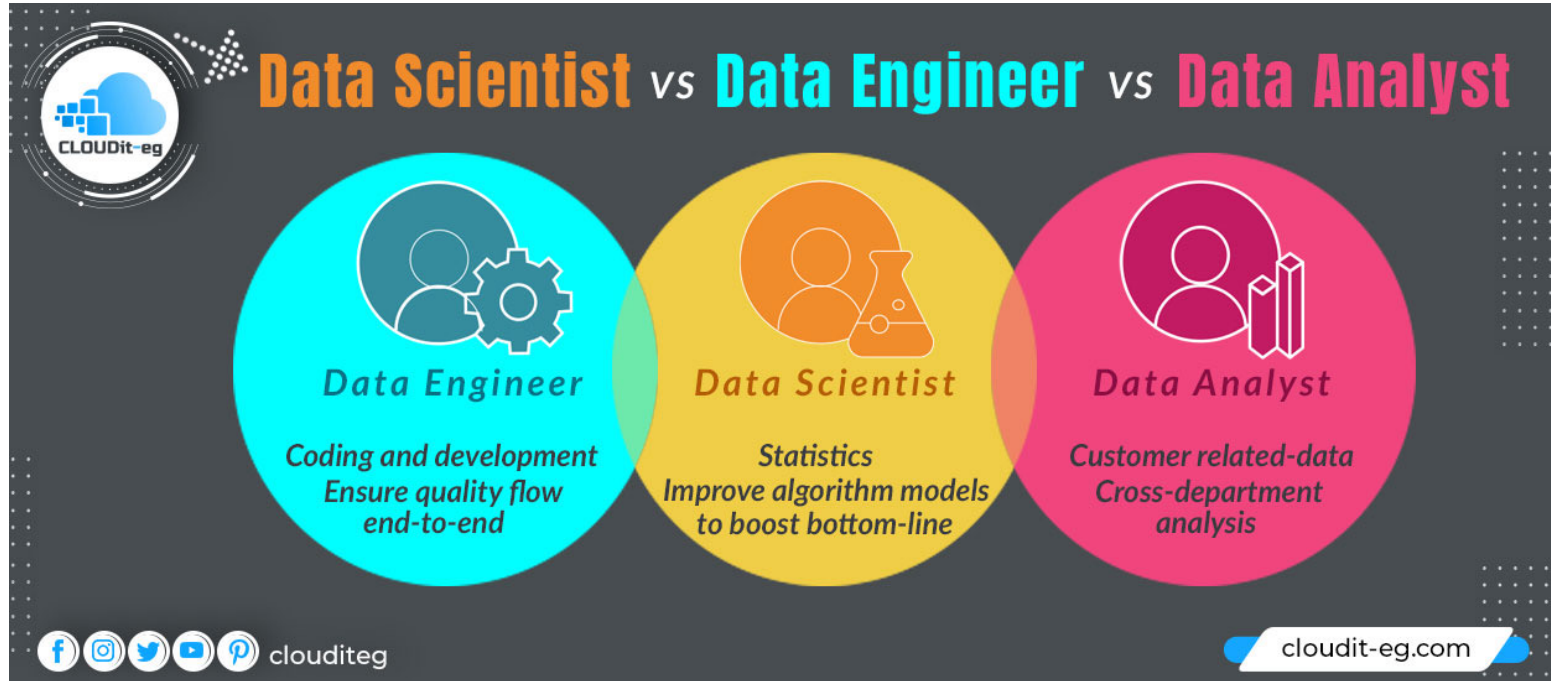 CLOUDit-eg
Data Scientist vs Data Engineer vs Data Analyst
Data Engineer
Coding and development
Ensure quality flow
end-to-end
Data Scientist
Statistics
Improve algorithm models
to boost bottom-line
Data Analyst
Customer related-data
Cross-department
analysis
clouditeg
cloudit-eg.com